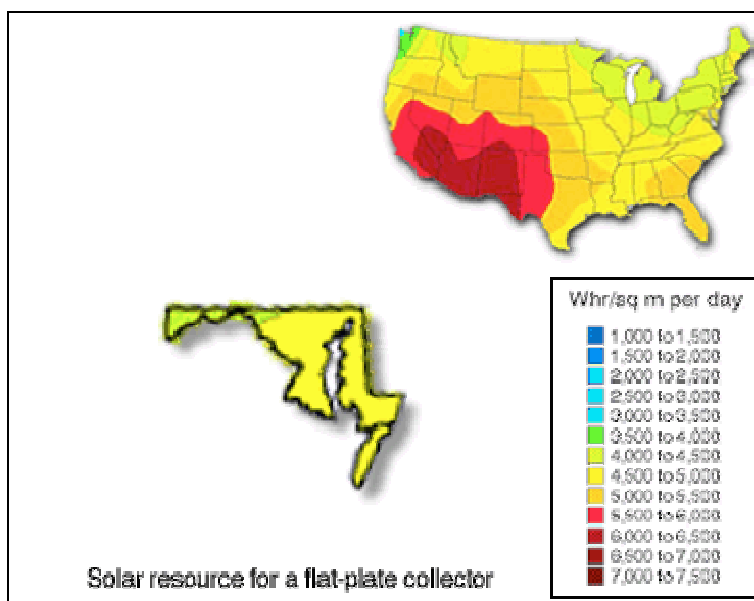 Whr/sq m per day
1,000 to 1,500
1,500 to 2,000
2,000 to 2,500
2,500 to 3,000
3,000 to 3,500
3,500 to 4,000
4,000 to 4,500
4,500 to 5,000
5,000 to 5,500
5,500 to 6,000
6,000 to 6,500
6,500 to 7,000
7,000 to 7,500
Solar resource for a flat-plate collector